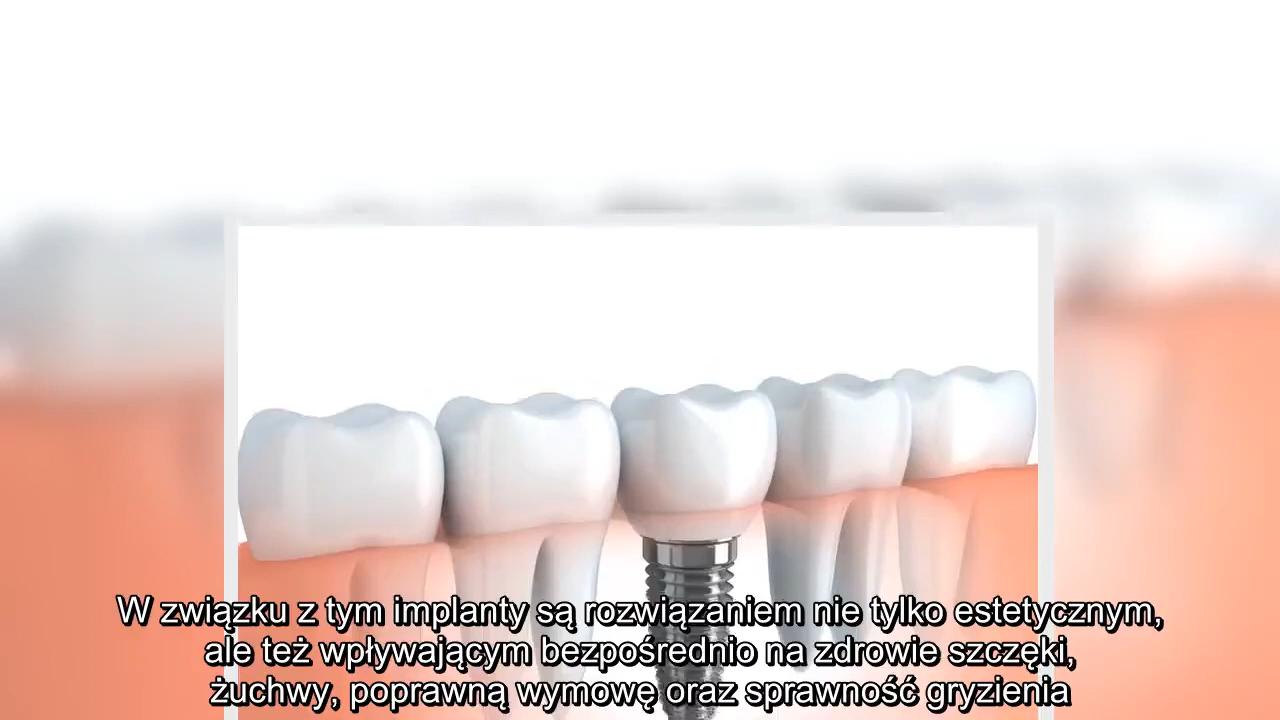 W związku z tym implanty są rozwiązaniem nie tylko estetycznym,
ale też wpływającym bezpośrednio na zdrowie szczęki,
żuchwy, poprawną wymowę oraz sprawność gryzienia